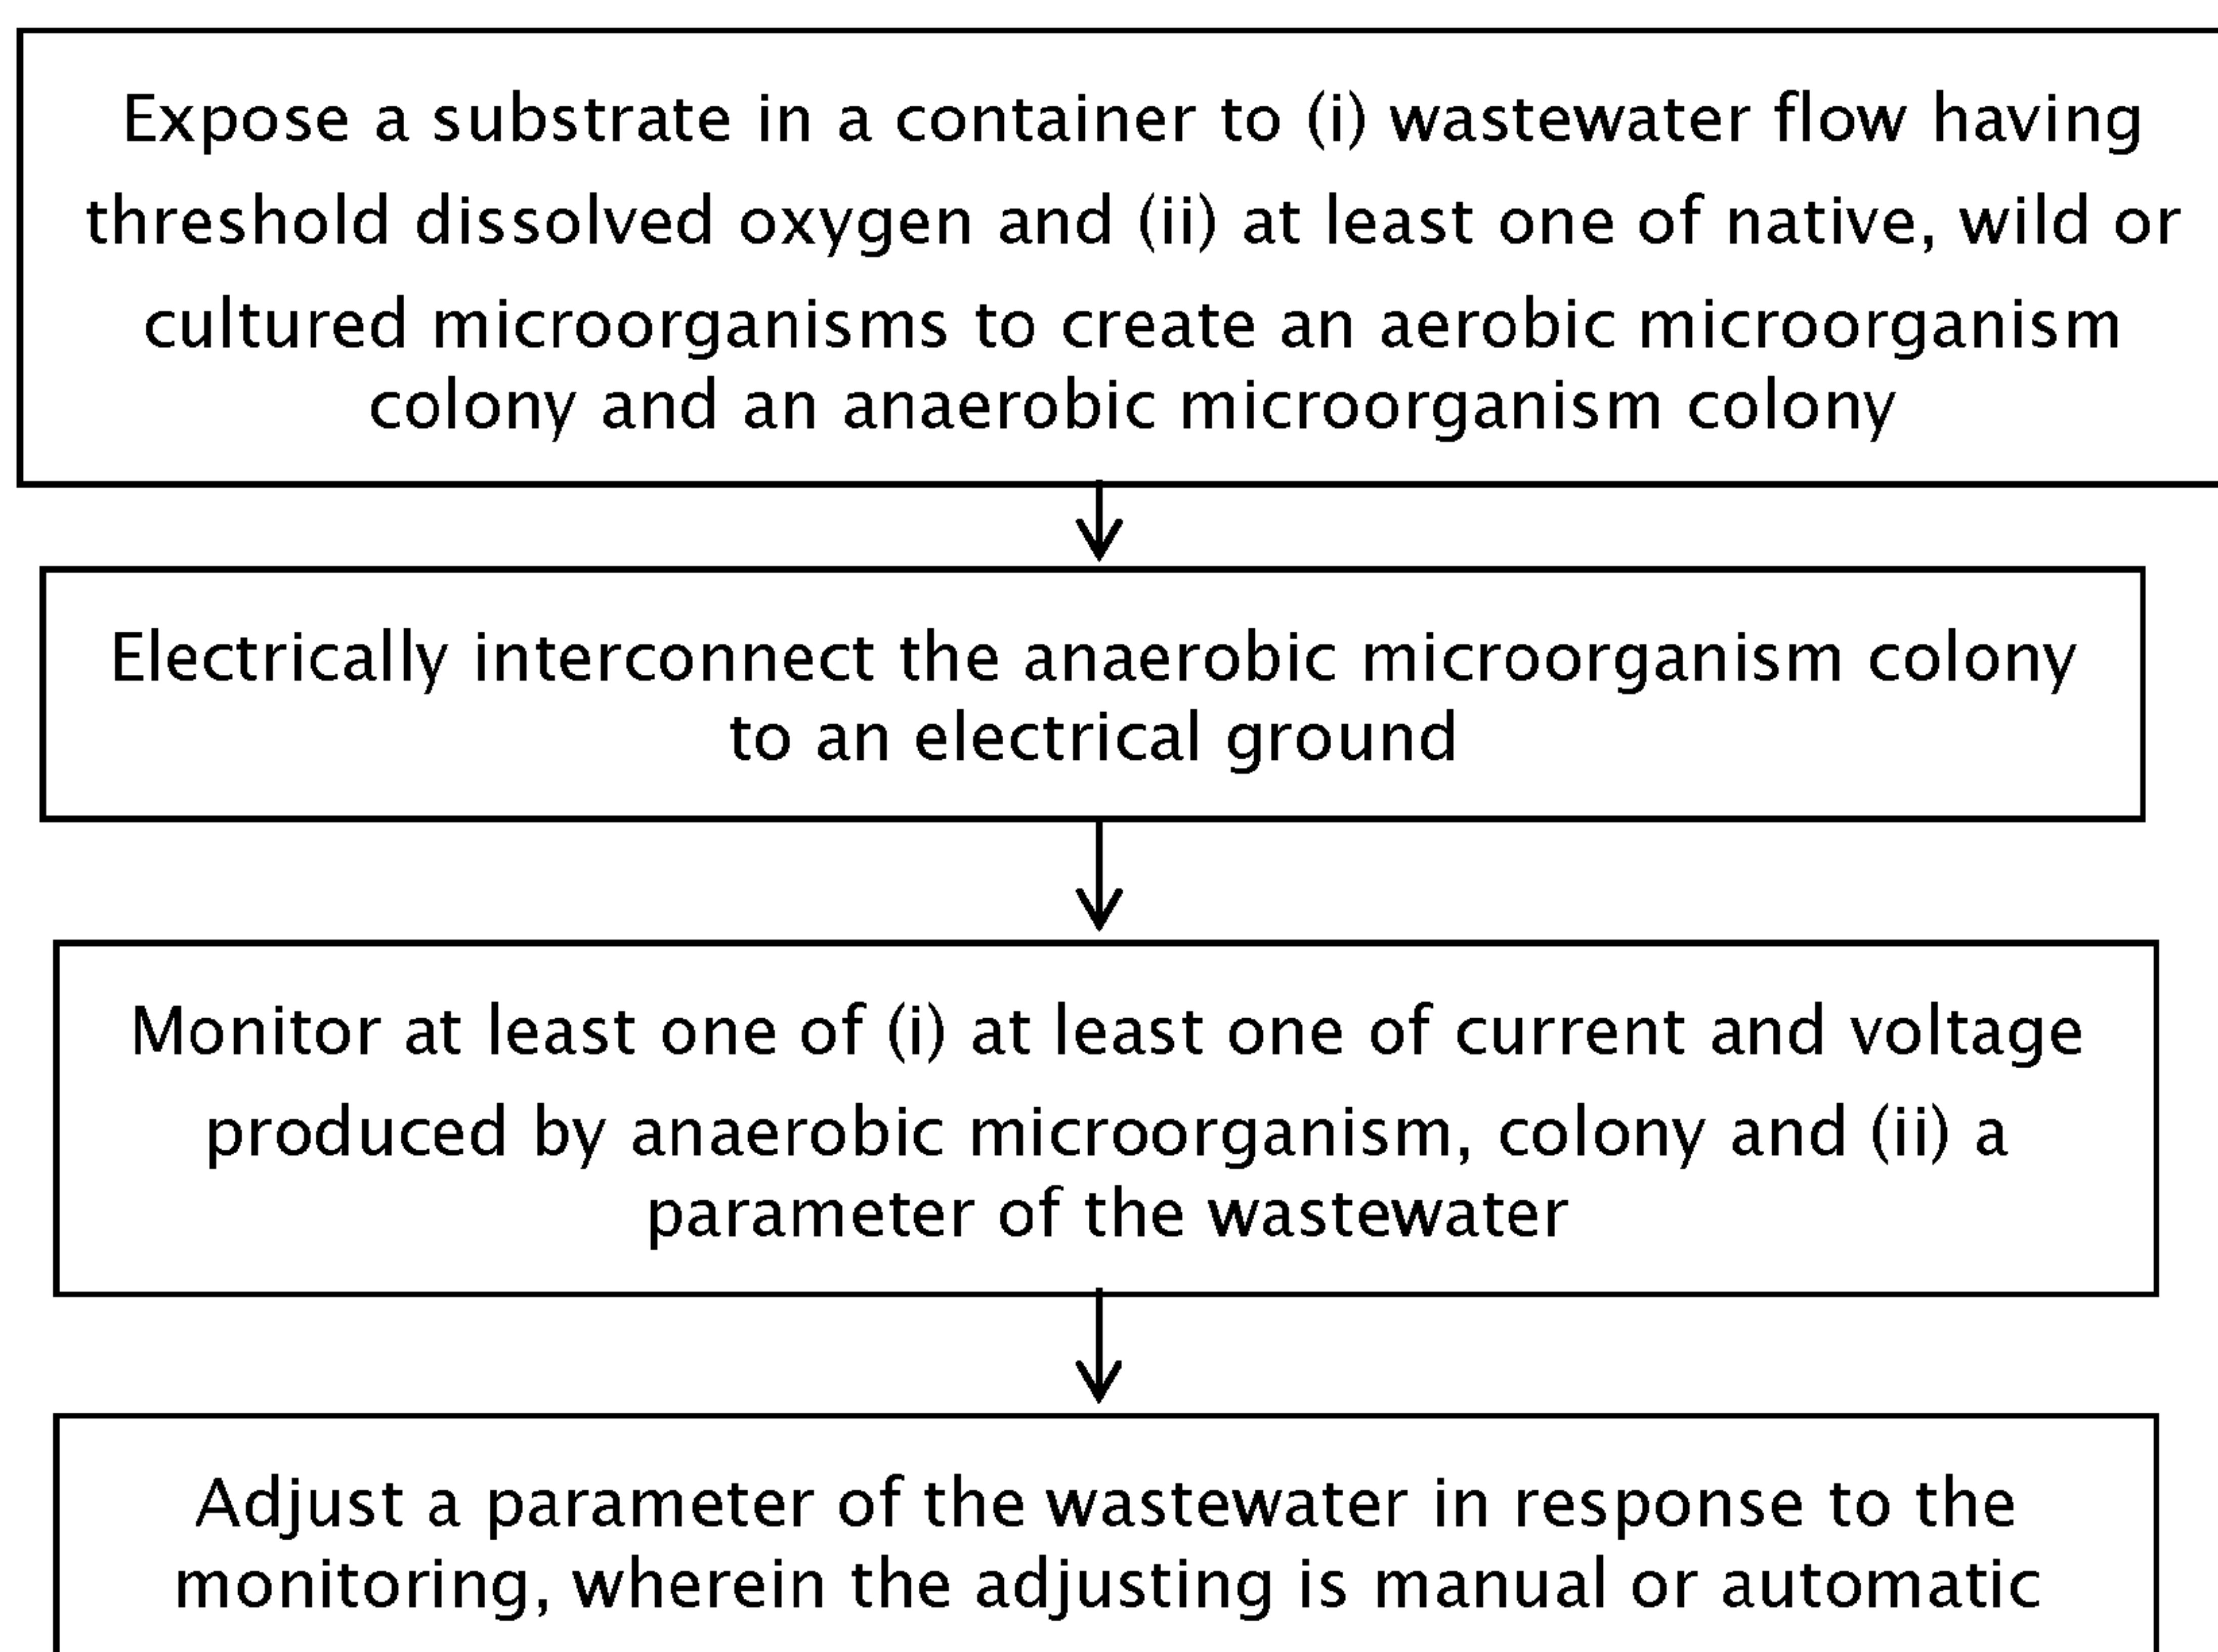 Expose a substrate in a container to (i) wastewater flow having
threshold dissolved oxygen and (ii) at least one of native, wild or
cultured microorganisms to create an aerobic microorganism
colony and an anaerobic microorganism colony
Electrically interconnect the anaerobic microorganism colony
to an electrical ground
Monitor at least one of (i) at least one of current and voltage
produced by anaerobic microorganism, colony and (ii) a
parameter of the wastewater
Adjust a parameter of the wastewater in response to the
monitoring, wherein the adjusting is manual or automatic